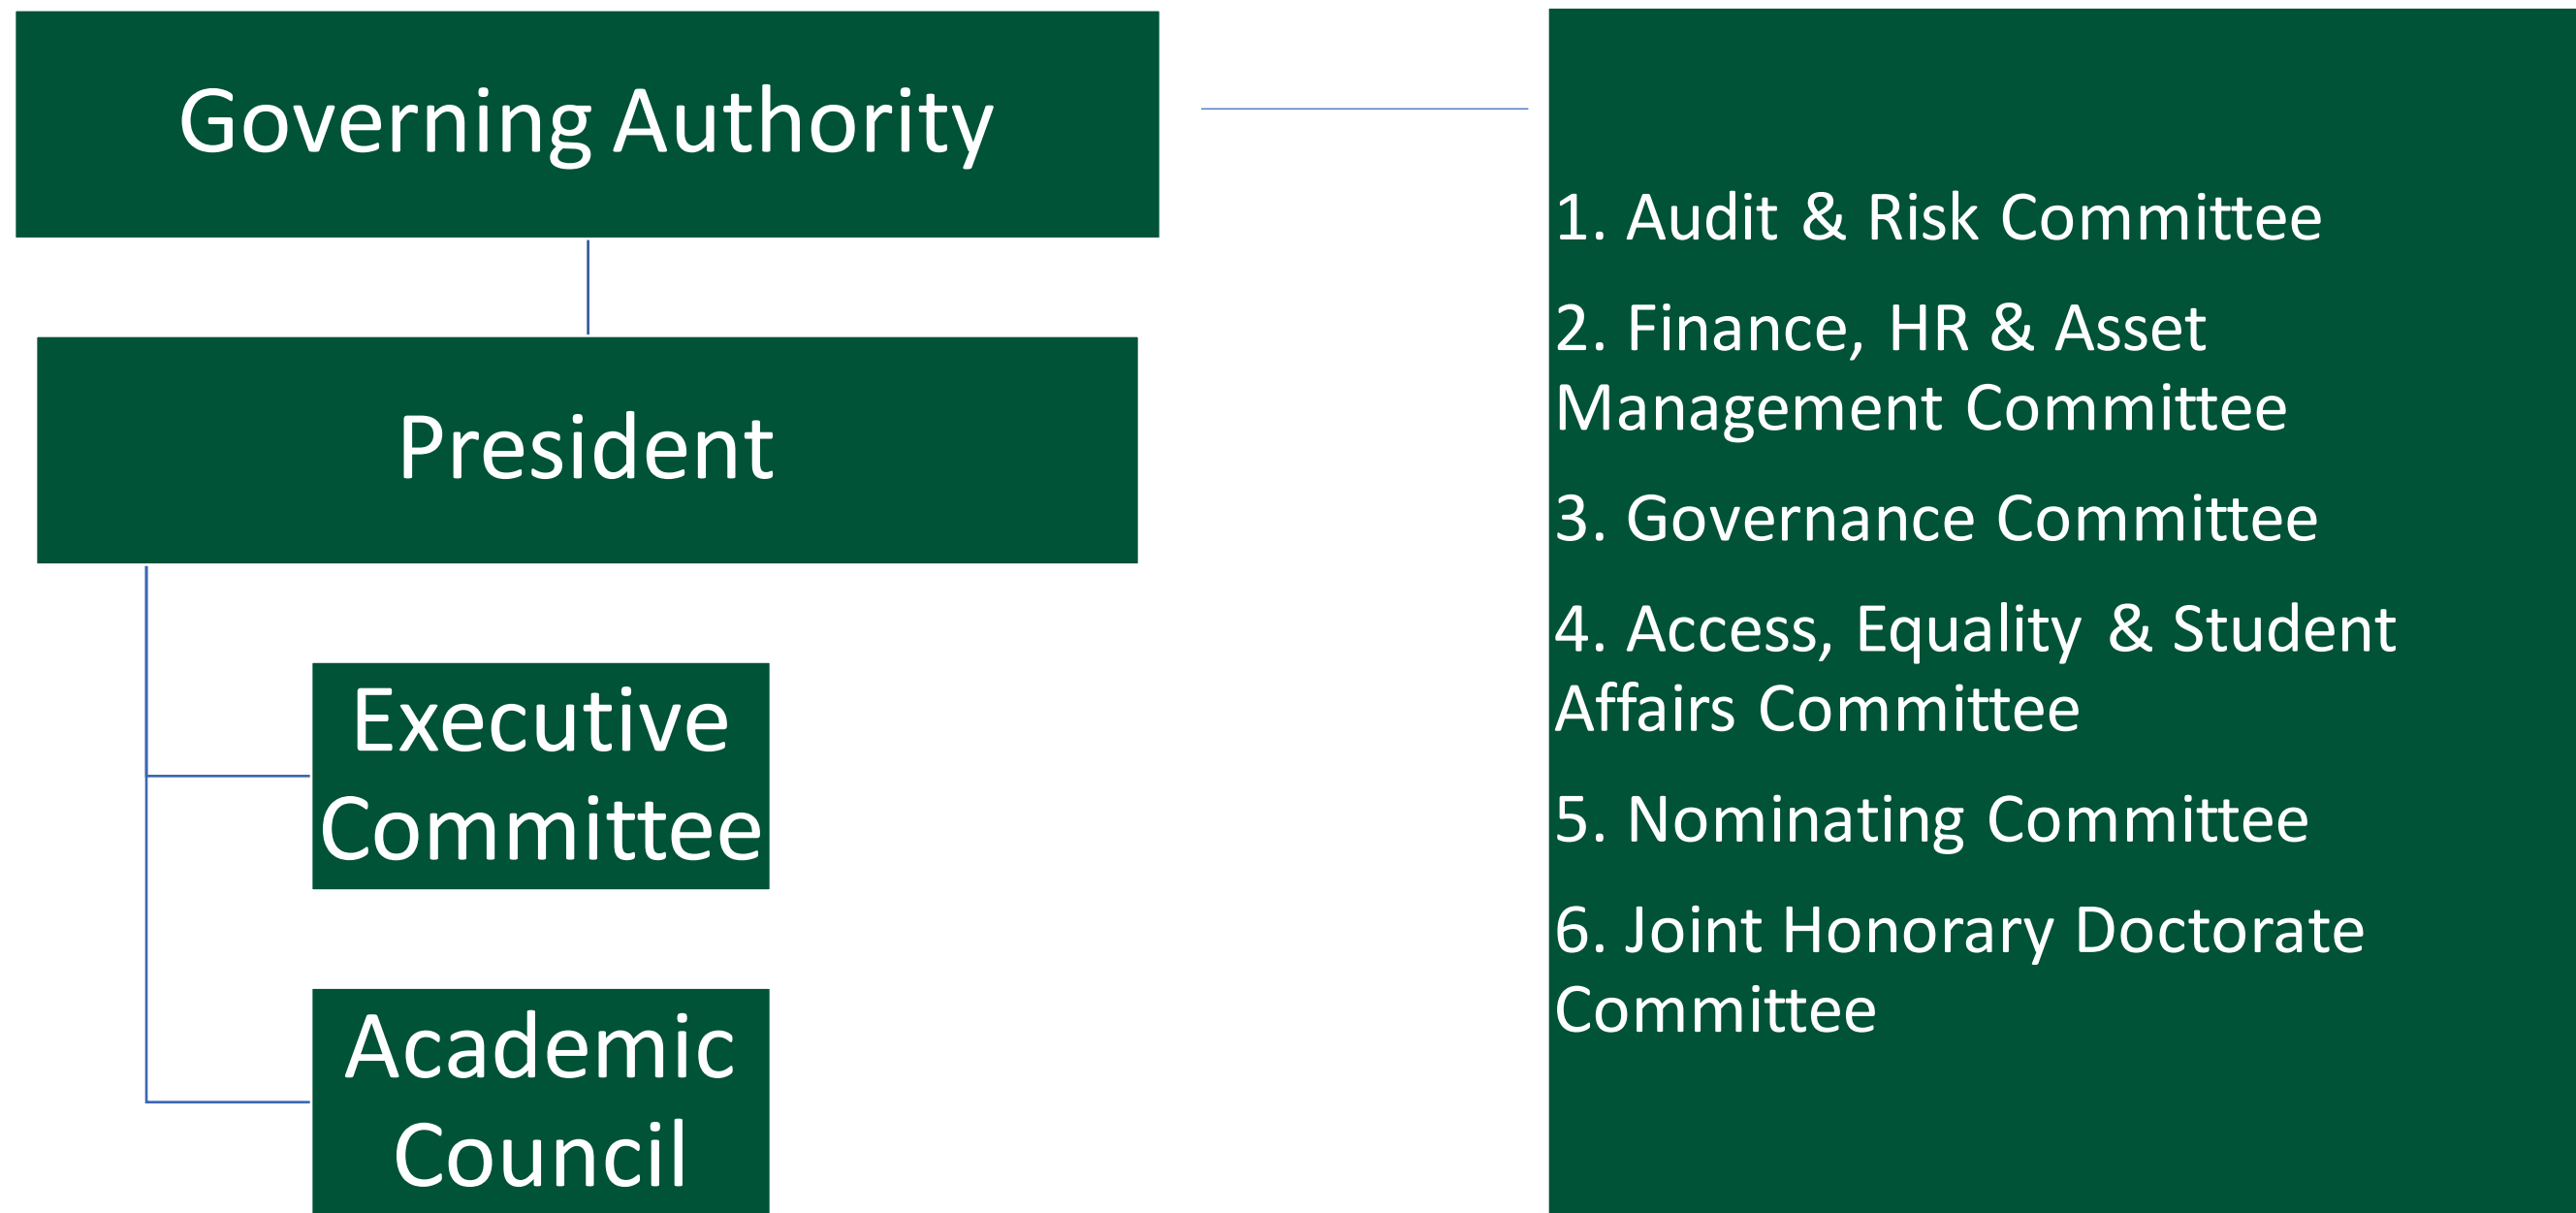 Governing Authority
President
Executive
Committee
Academic
Council
1. Audit & Risk Committee
2. Finance, HR & Asset
Management Committee
3. Governance Committee
4. Access, Equality & Student
Affairs Committee
5. Nominating Committee
6. Joint Honorary Doctorate
Committee